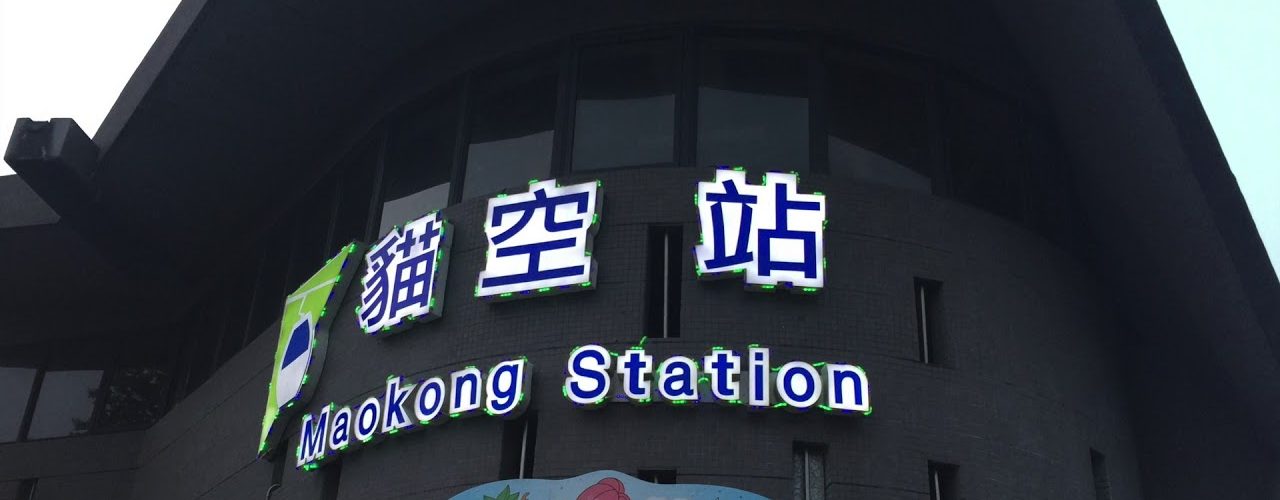 貓空站
Maokong Station